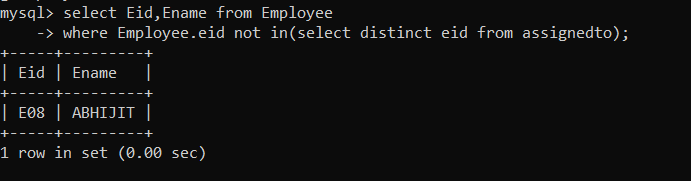 mysql> select Eid,Ename from Employee
    -> where Employee.eid not in(select distinct eid from assignedto);
+-----+---------+
| Eid | Ename   |
+-----+---------+
| E08 | ABHIJIT |
+-----+---------+
1 row in set (0.00 sec)